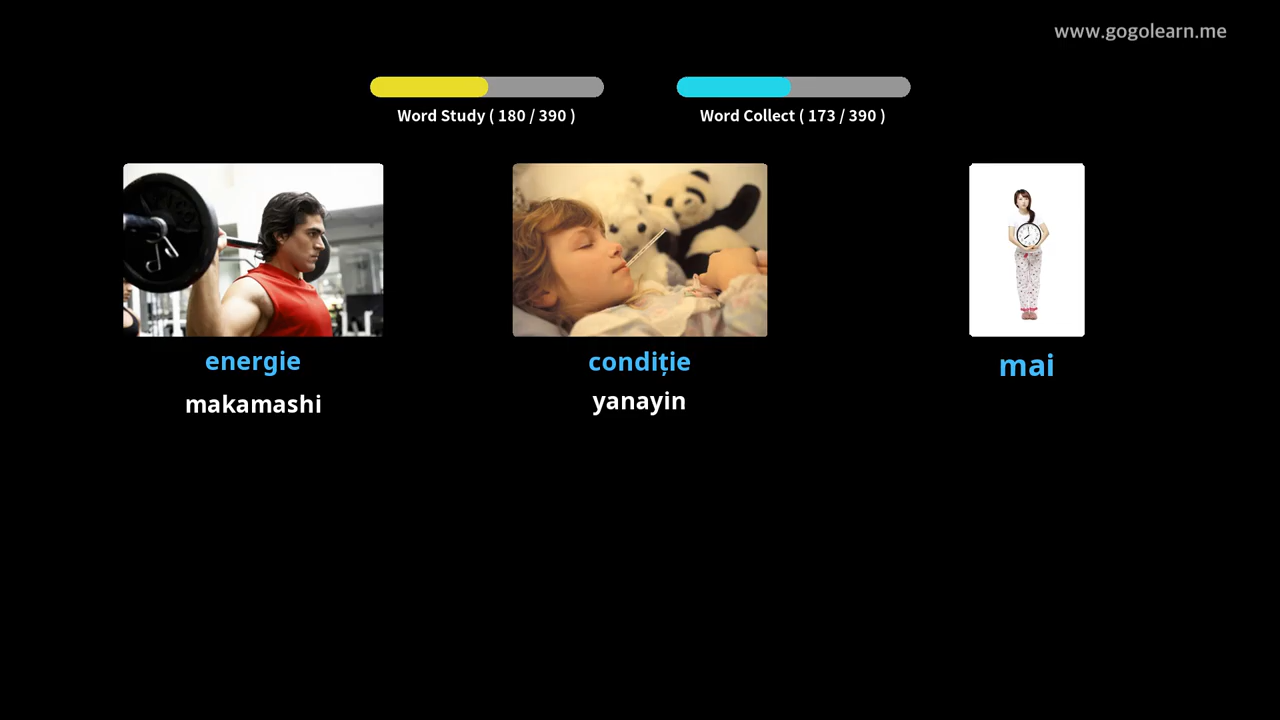 www.gogolearn.me
Word Study ( 180 / 390 )
Word Collect ( 173 / 390 )
energie
makamashi
condiție
yanayin
mai